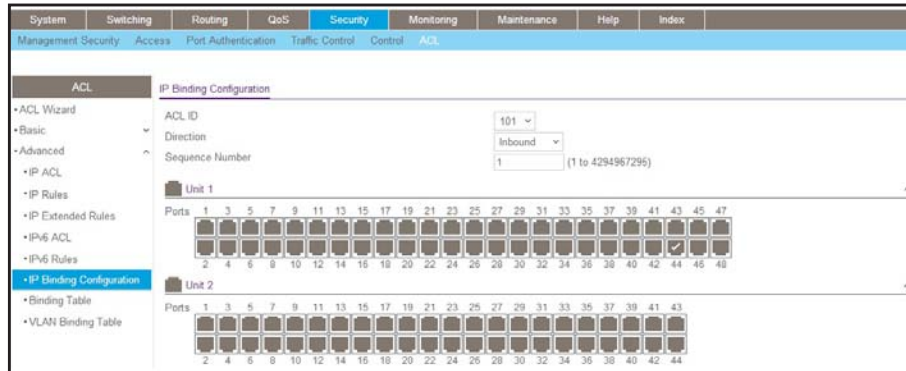 System Switching Routing QoS Security Monitoring Maintenance Help Index
Management Security Access Port Authentication Traffic Control Control ACL
ACL
IP Binding Configuration
• ACL Wizard
• Basic
• Advanced
• IP ACL
• IP Rules
• IP Extended Rules
• IPv6 ACL
• IPv6 Rules
• IP Binding Configuration
• Binding Table
• VLAN Binding Table
ACL ID 101
Direction Inbound
Sequence Number 1 (1 to 4294967295)
Unit 1
Ports 1 3 5 7 9 11 13 15 17 19 21 23 25 27 29 31 33 35 37 39 41 43 45 47
2 4 6 8 10 12 14 16 18 20 22 24 26 28 30 32 34 36 38 40 42 44 46 48
Unit 2
Ports 1 3 5 7 9 11 13 15 17 19 21 23 25 27 29 31 33 35 37 39 41 43
2 4 6 8 10 12 14 16 18 20 22 24 26 28 30 32 34 36 38 40 42 44